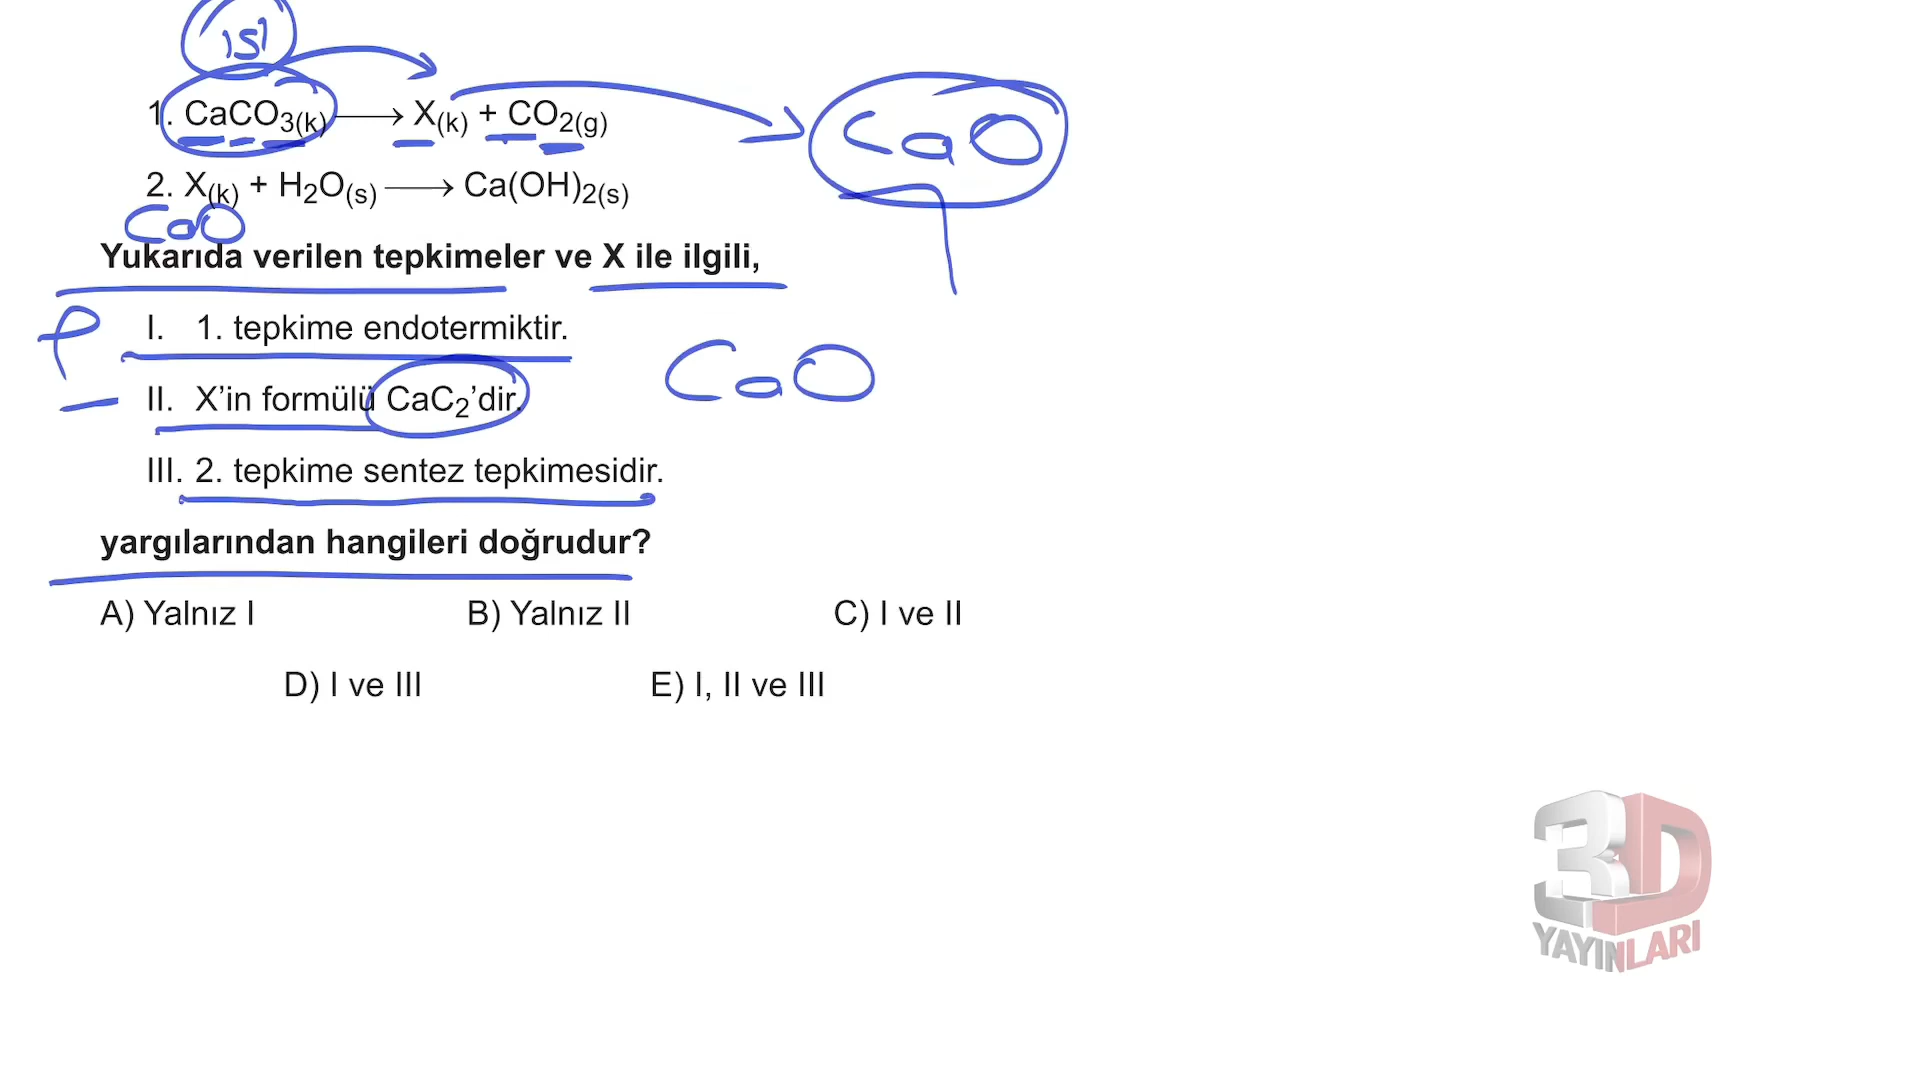 ısı
1. CaCO3(k) ⟶ X(k) + CO2(g)
CaO
2. X(k) + H2O(s) ⟶ Ca(OH)2(s)
CaO
Yukarıda verilen tepkimeler ve X ile ilgili,
I. 1. tepkime endotermiktir.
II. X’in formülü CaC2’dir.
CaO
III. 2. tepkime sentez tepkimesidir.
yargılarından hangileri doğrudur?
A) Yalnız I B) Yalnız II C) I ve II
D) I ve III E) I, II ve III
3D
YAYINLARI